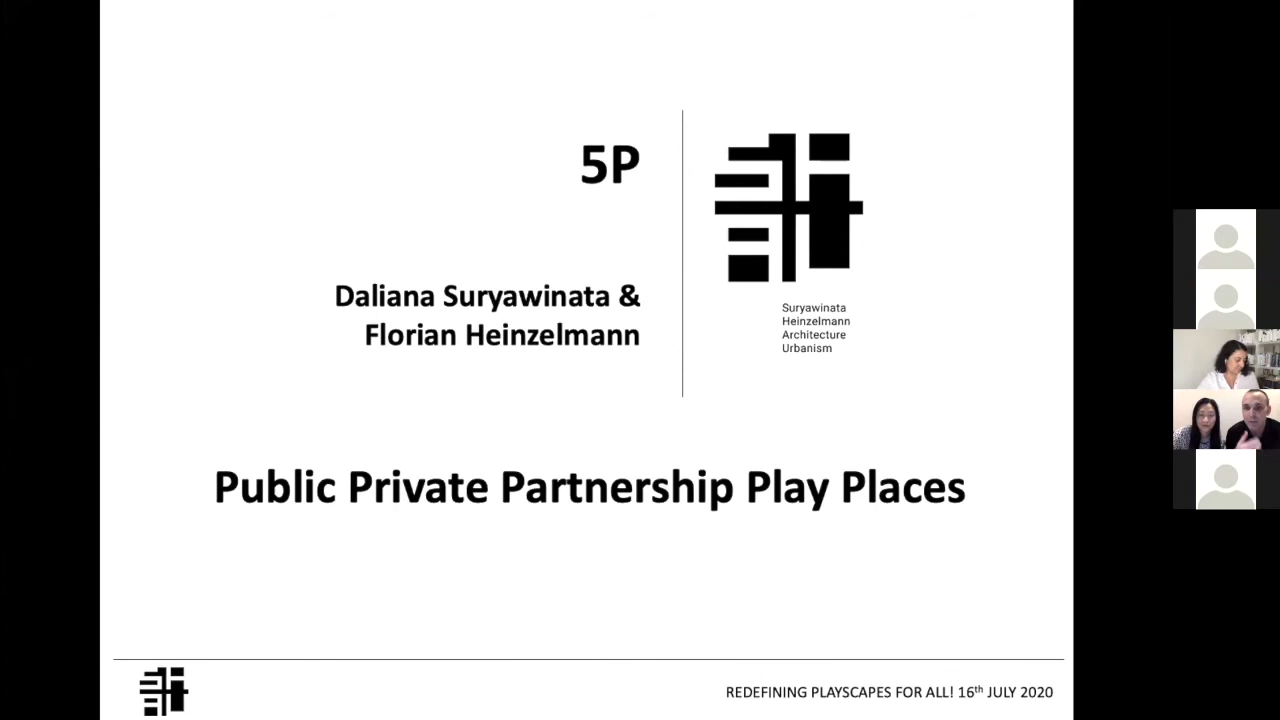 5P
Daliana Suryawinata &
Florian Heinzelmann
Suryawinata
Heinzelmann
Architecture
Urbanism
Public Private Partnership Play Places
REDEFINING PLAYSCAPES FOR ALL! 16th JULY 2020